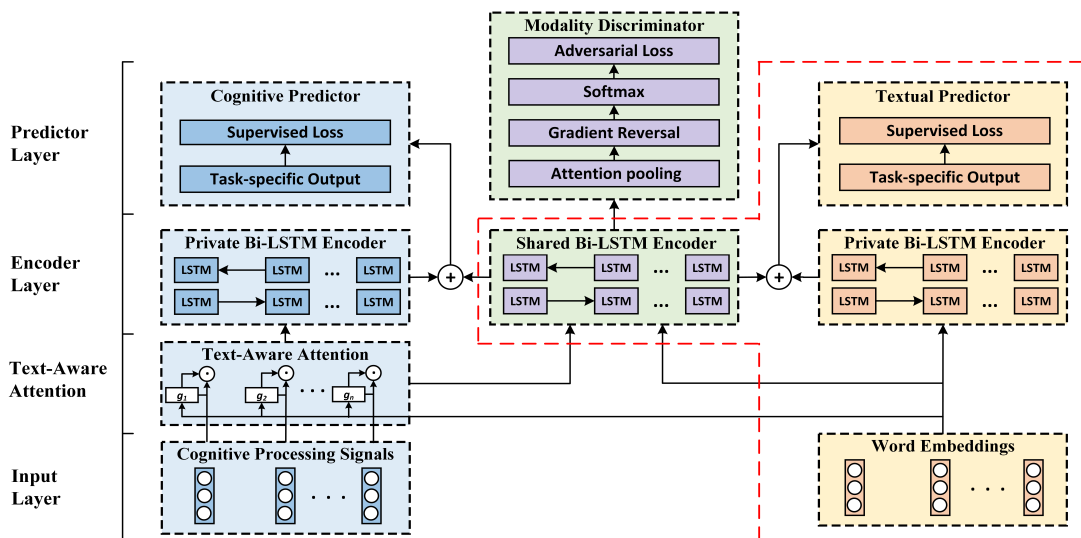 Modality Discriminator
Adversarial Loss
Softmax
Gradient Reversal
Attention pooling
Predictor
Layer
Cognitive Predictor
Supervised Loss
Task-specific Output
Textual Predictor
Supervised Loss
Task-specific Output
Encoder
Layer
Private Bi-LSTM Encoder
LSTM LSTM ... LSTM
LSTM LSTM ... LSTM
Shared Bi-LSTM Encoder
LSTM LSTM ... LSTM
LSTM LSTM ... LSTM
Private Bi-LSTM Encoder
LSTM LSTM ... LSTM
LSTM LSTM ... LSTM
Text-Aware
Attention
Text-Aware Attention
g1 g2 . . . gn
Input
Layer
Cognitive Processing Signals
. . .
Word Embeddings
. . .